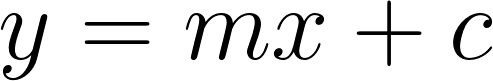 y = mx + c